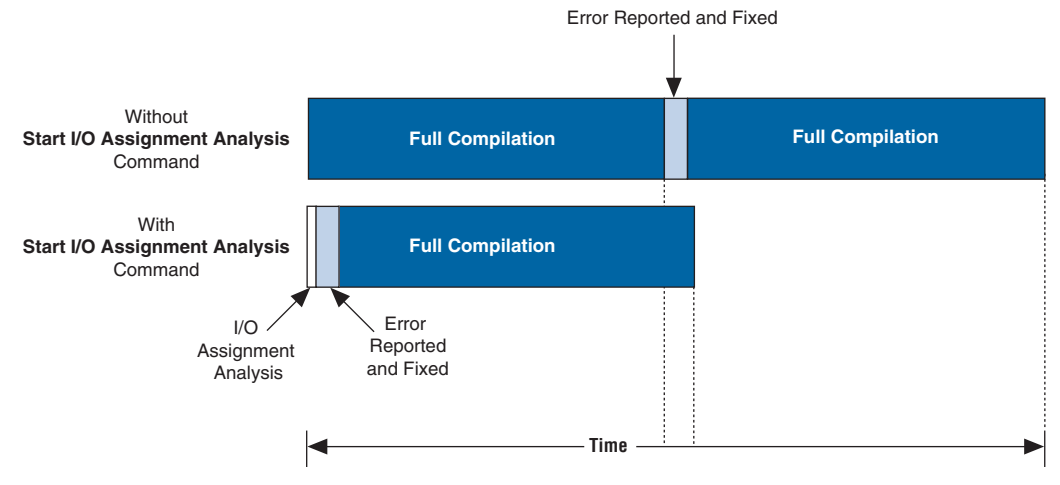 Error Reported and Fixed
Without
Start I/O Assignment Analysis
Command
Full Compilation
Full Compilation
With
Start I/O Assignment Analysis
Command
Full Compilation
I/O
Assignment
Analysis
Error
Reported
and Fixed
Time